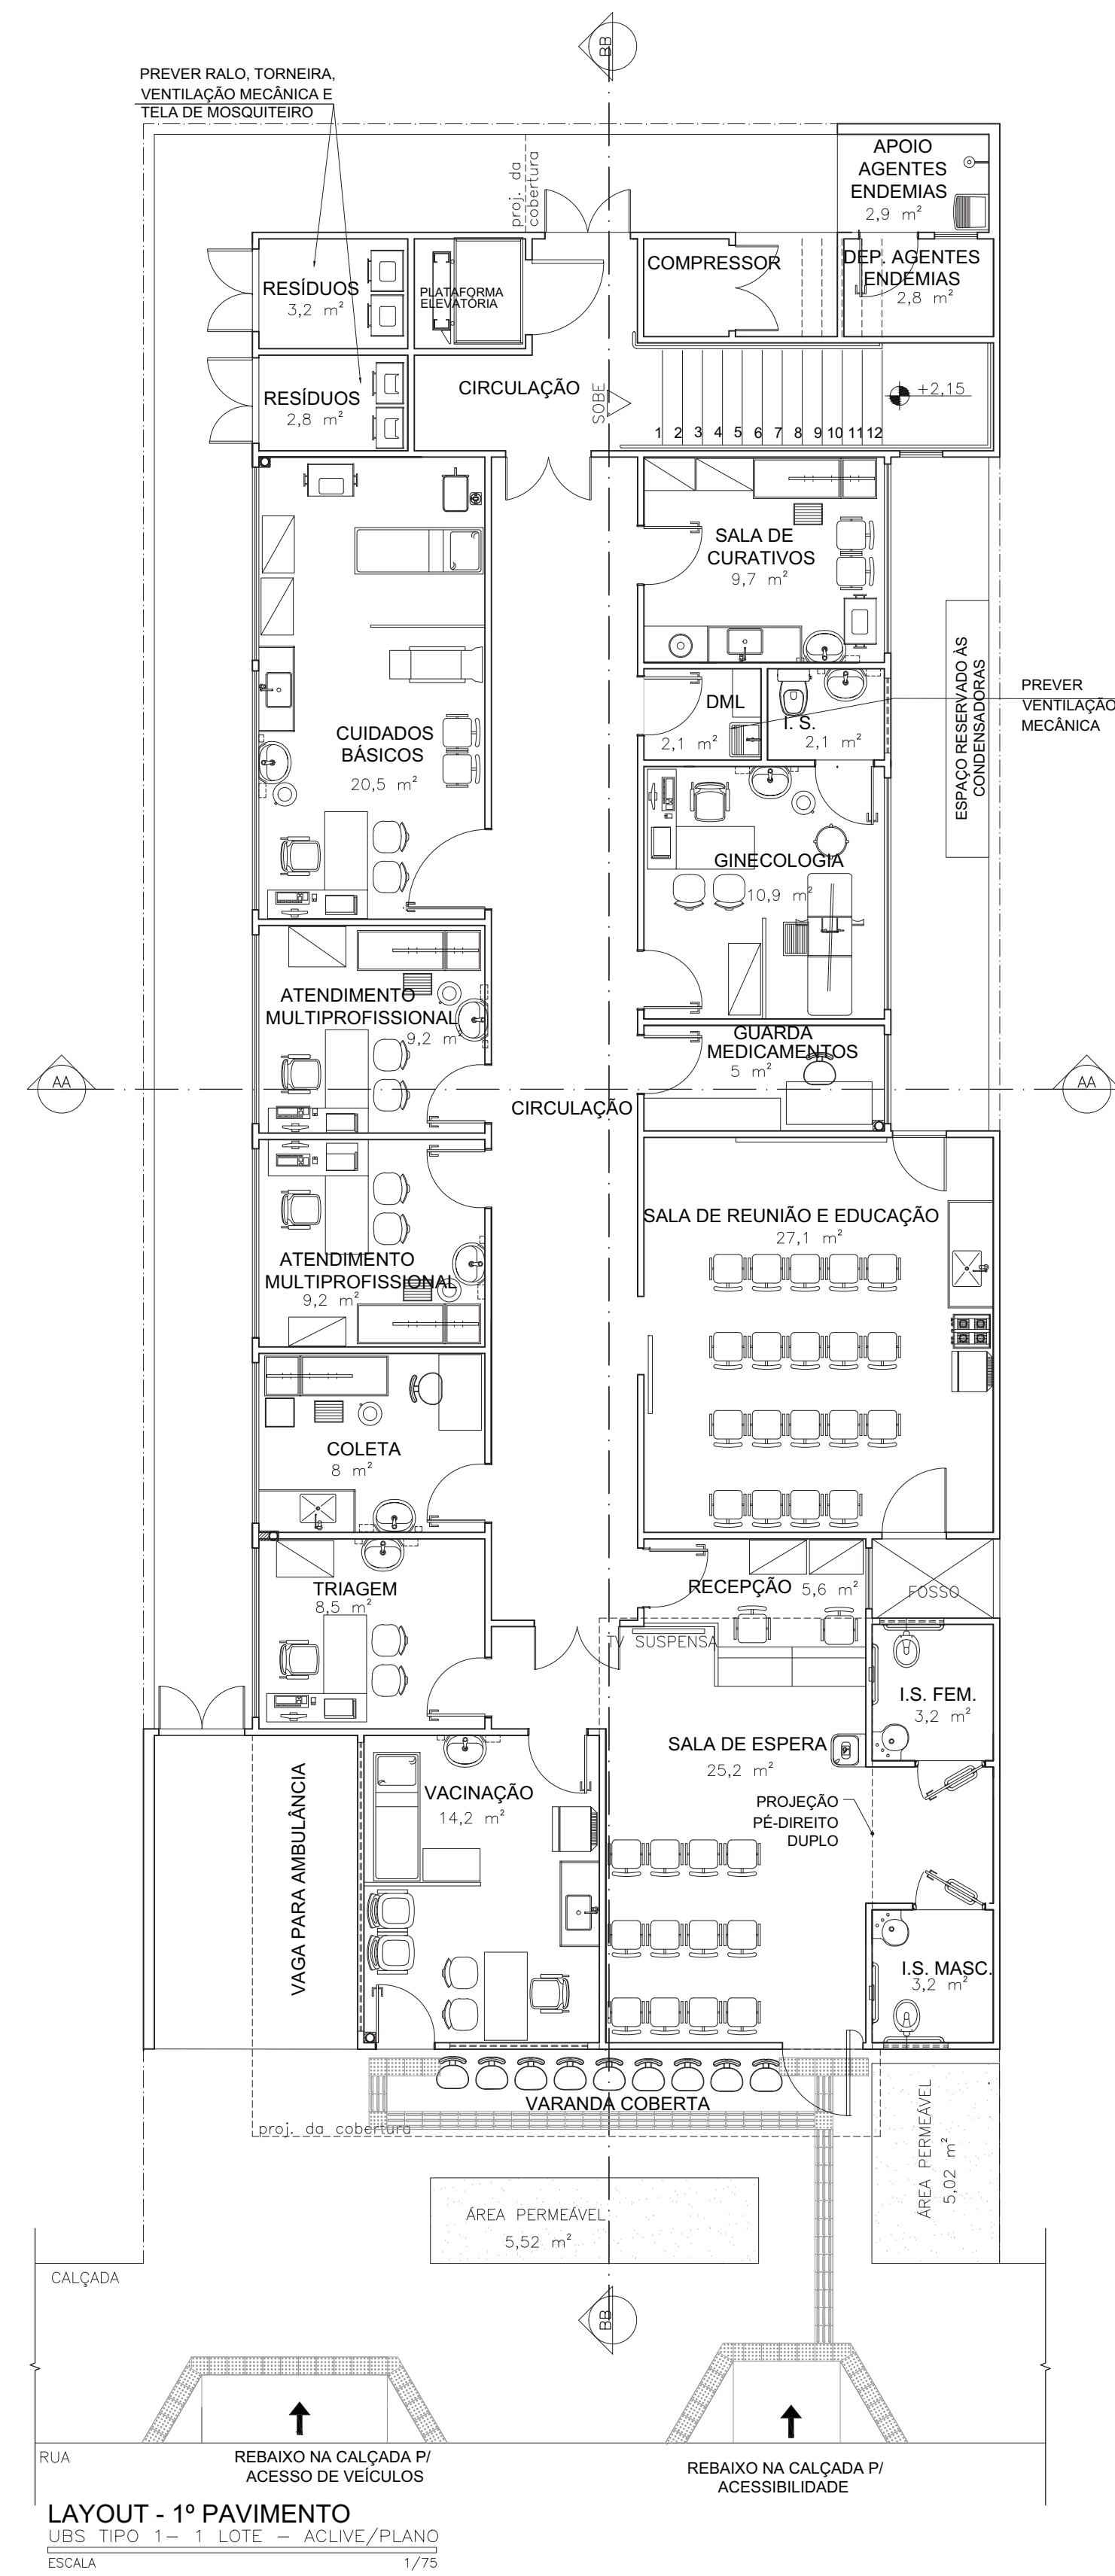 BB
PREVER RALO, TORNEIRA,
VENTILAÇÃO MECÂNICA E
TELA DE MOSQUITEIRO
proj. da
cobertura
APOIO
AGENTES
ENDEMIAS
2,9 m²
RESÍDUOS
3,2 m²
PLATAFORMA
ELEVATÓRIA
COMPRESSOR
DEP. AGENTES
ENDEMIAS
2,8 m²
RESÍDUOS
2,8 m²
CIRCULAÇÃO
SOBE
1 2 3 4 5 6 7 8 9 10 11 12
+2,15
SALA DE
CURATIVOS
9,7 m²
ESPAÇO RESERVADO ÀS
CONDENSADORAS
PREVER
VENTILAÇÃO
MECÂNICA
DML
2,1 m²
I. S.
2,1 m²
CUIDADOS
BÁSICOS
20,5 m²
GINECOLOGIA
10,9 m²
ATENDIMENTO
MULTIPROFISSIONAL
9,2 m²
GUARDA
MEDICAMENTOS
5 m²
AA
AA
CIRCULAÇÃO
SALA DE REUNIÃO E EDUCAÇÃO
27,1 m²
ATENDIMENTO
MULTIPROFISSIONAL
9,2 m²
COLETA
8 m²
TRIAGEM
8,5 m²
RECEPÇÃO 5,6 m²
FOSSO
TV SUSPENSA
I.S. FEM.
3,2 m²
SALA DE ESPERA
25,2 m²
VACINAÇÃO
14,2 m²
PROJEÇÃO
PÉ-DIREITO
DUPLO
VAGA PARA AMBULÂNCIA
I.S. MASC.
3,2 m²
VARANDA COBERTA
proj. da cobertura
ÁREA PERMEÁVEL
5,02 m²
ÁREA PERMEÁVEL
5,52 m²
CALÇADA
BB
RUA
REBAIXO NA CALÇADA P/
ACESSO DE VEÍCULOS
REBAIXO NA CALÇADA P/
ACESSIBILIDADE
LAYOUT - 1º PAVIMENTO
UBS TIPO 1- 1 LOTE - ACLIVE/PLANO
ESCALA 1/75